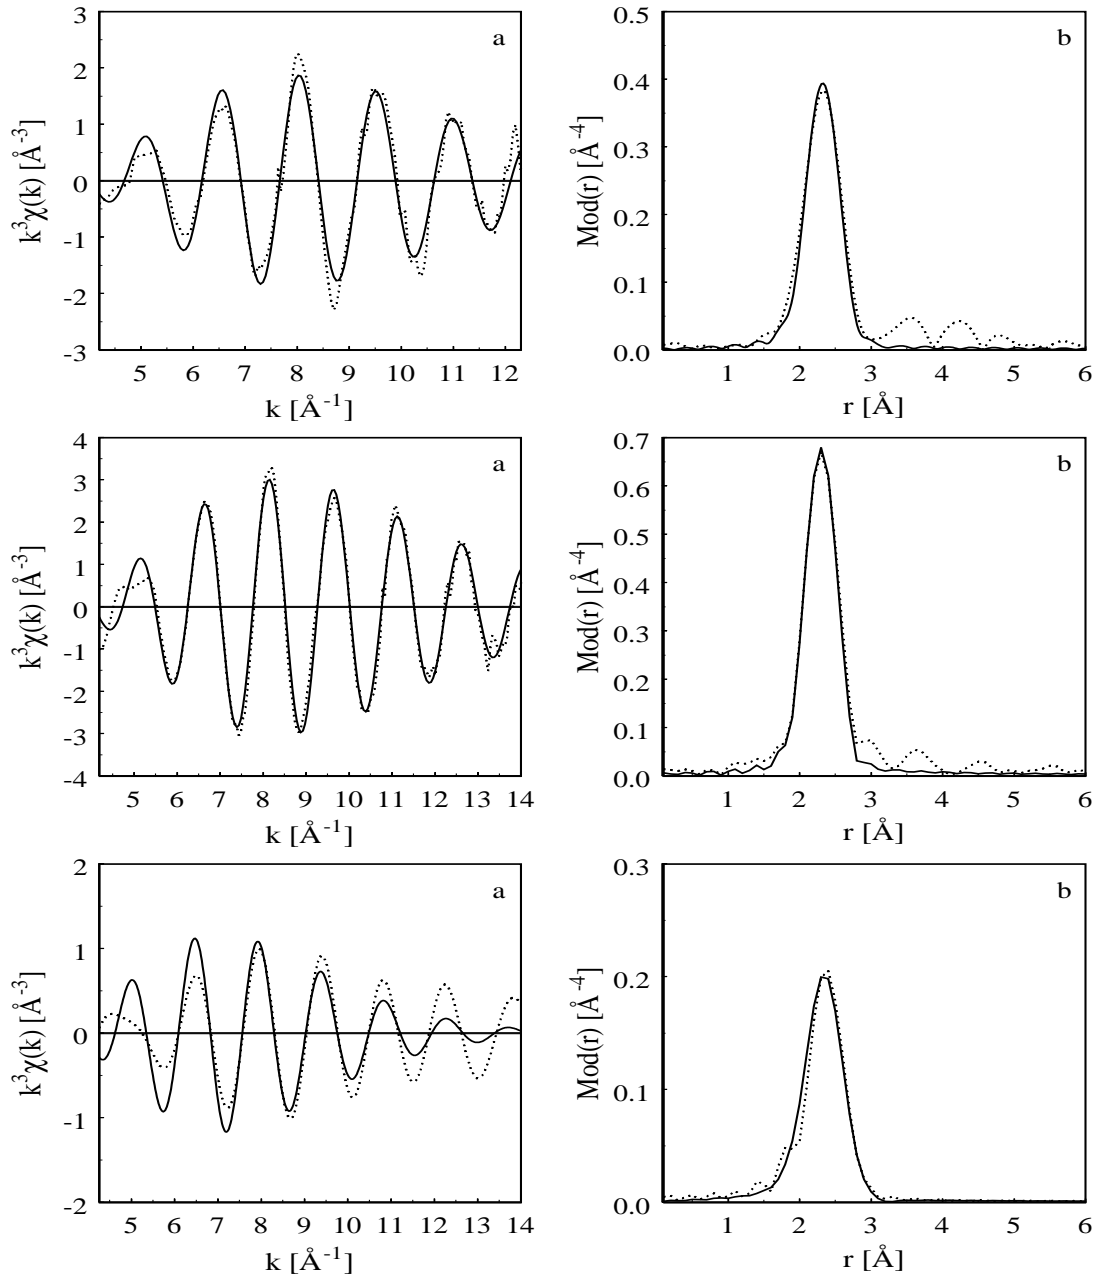 3
2
1
0
-1
-2
-3
k³χ(k) [Å⁻³]
a
5 6 7 8 9 10 11 12
k [Å⁻¹]
0.5
0.4
0.3
0.2
0.1
0.0
Mod(r) [Å⁻⁴]
b
1 2 3 4 5 6
r [Å]
4
3
2
1
0
-1
-2
-3
-4
k³χ(k) [Å⁻³]
a
5 6 7 8 9 10 11 12 13 14
k [Å⁻¹]
0.7
0.6
0.5
0.4
0.3
0.2
0.1
0.0
Mod(r) [Å⁻⁴]
b
1 2 3 4 5 6
r [Å]
2
1
0
-1
-2
k³χ(k) [Å⁻³]
a
5 6 7 8 9 10 11 12 13 14
k [Å⁻¹]
0.3
0.2
0.1
0.0
Mod(r) [Å⁻⁴]
b
1 2 3 4 5 6
r [Å]